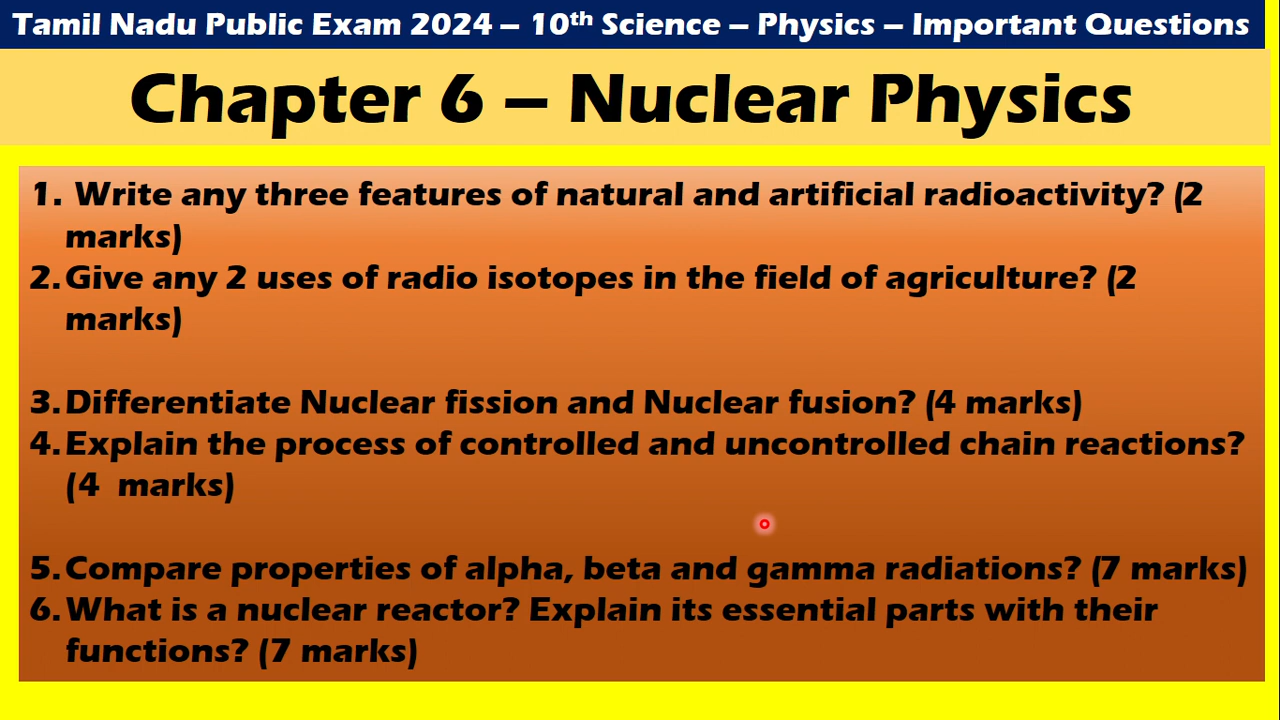 Tamil Nadu Public Exam 2024 – 10th Science – Physics – Important Questions
Chapter 6 – Nuclear Physics
1. Write any three features of natural and artificial radioactivity? (2
marks)
2. Give any 2 uses of radio isotopes in the field of agriculture? (2
marks)
3. Differentiate Nuclear fission and Nuclear fusion? (4 marks)
4. Explain the process of controlled and uncontrolled chain reactions?
(4 marks)
5. Compare properties of alpha, beta and gamma radiations? (7 marks)
6. What is a nuclear reactor? Explain its essential parts with their
functions? (7 marks)